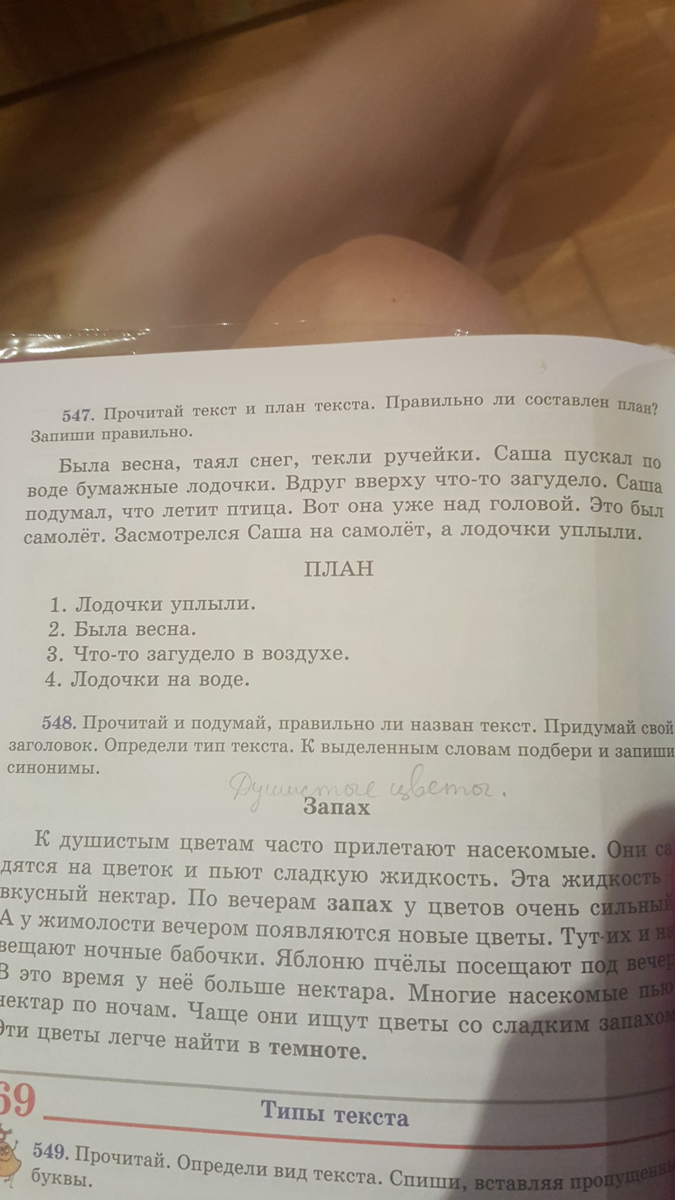 547. Прочитай текст и план текста. Правильно ли составлен план?
Запиши правильно.
Была весна, таял снег, текли ручейки. Саша пускал по
воде бумажные лодочки. Вдруг вверху что-то загудело. Саша
подумал, что летит птица. Вот она уже над головой. Это был
самолёт. Засмотрелся Саша на самолёт, а лодочки уплыли.
ПЛАН
1. Лодочки уплыли.
2. Была весна.
3. Что-то загудело в воздухе.
4. Лодочки на воде.
548. Прочитай и подумай, правильно ли назван текст. Придумай свой
заголовок. Определи тип текста. К выделенным словам подбери и запиши
синонимы.
Душистые цветы.
Запах
К душистым цветам часто прилетают насекомые. Они са
дятся на цветок и пьют сладкую жидкость. Эта жидкость
вкусный нектар. По вечерам запах у цветов очень сильный
А у жимолости вечером появляются новые цветы. Тут-их и на
вещают ночные бабочки. Яблоню пчёлы посещают под вечер
В это время у неё больше нектара. Многие насекомые пью
нектар по ночам. Чаще они ищут цветы со сладким запахом
Эти цветы легче найти в темноте.
69
Типы текста
549. Прочитай. Определи вид текста. Спиши, вставляя пропущенны
буквы.